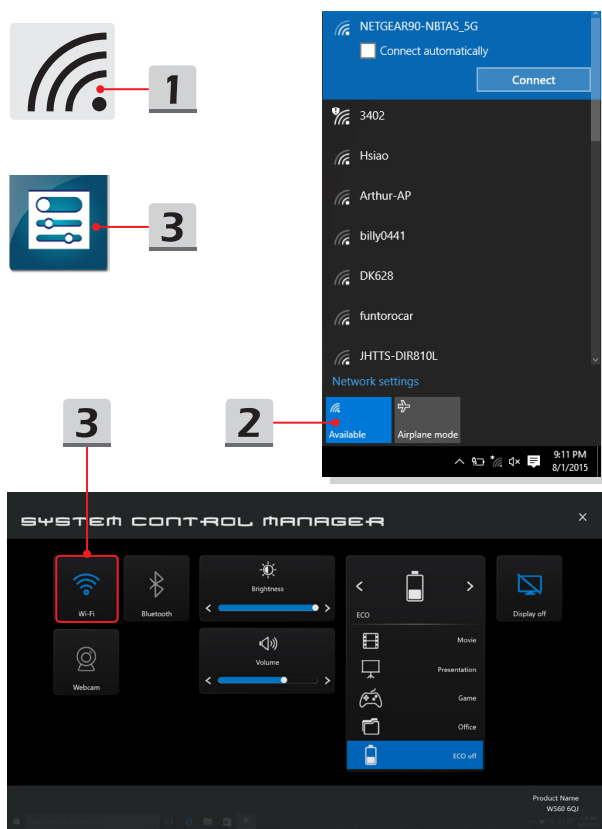 1
3
NETGEAR90-NBTAS_5G
Connect automatically
Connect
3402
Hsiao
Arthur-AP
billy0441
DK628
funtorocar
JHTTS-DIR810L
Network settings
2
Available
Airplane mode
9:11 PM
8/1/2015
3
SYSTEM CONTROL MANAGER
Wi-Fi
Bluetooth
Brightness
ECO
Display off
Webcam
Volume
Movie
Presentation
Game
Office
ECO off
Product Name
WS60 6QJ